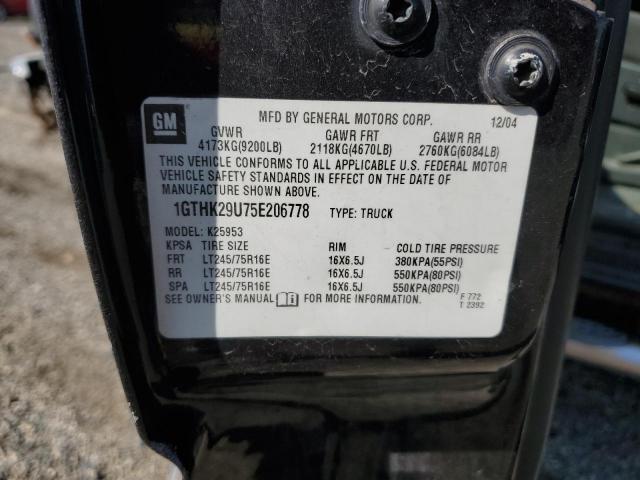 GM MFD BY GENERAL MOTORS CORP. 12/04
GVWR GAWR FRT GAWR RR
4173KG(9200LB) 2118KG(4670LB) 2760KG(6084LB)
THIS VEHICLE CONFORMS TO ALL APPLICABLE U.S. FEDERAL MOTOR
VEHICLE SAFETY STANDARDS IN EFFECT ON THE DATE OF
MANUFACTURE SHOWN ABOVE.
1GTHK29U75E206778 TYPE: TRUCK
MODEL: K25953
KPSA TIRE SIZE RIM COLD TIRE PRESSURE
FRT LT245/75R16E 16X6.5J 380KPA(55PSI)
RR LT245/75R16E 16X6.5J 550KPA(80PSI)
SPA LT245/75R16E 16X6.5J 550KPA(80PSI)
SEE OWNER'S MANUAL FOR MORE INFORMATION.
F 772
T 2392